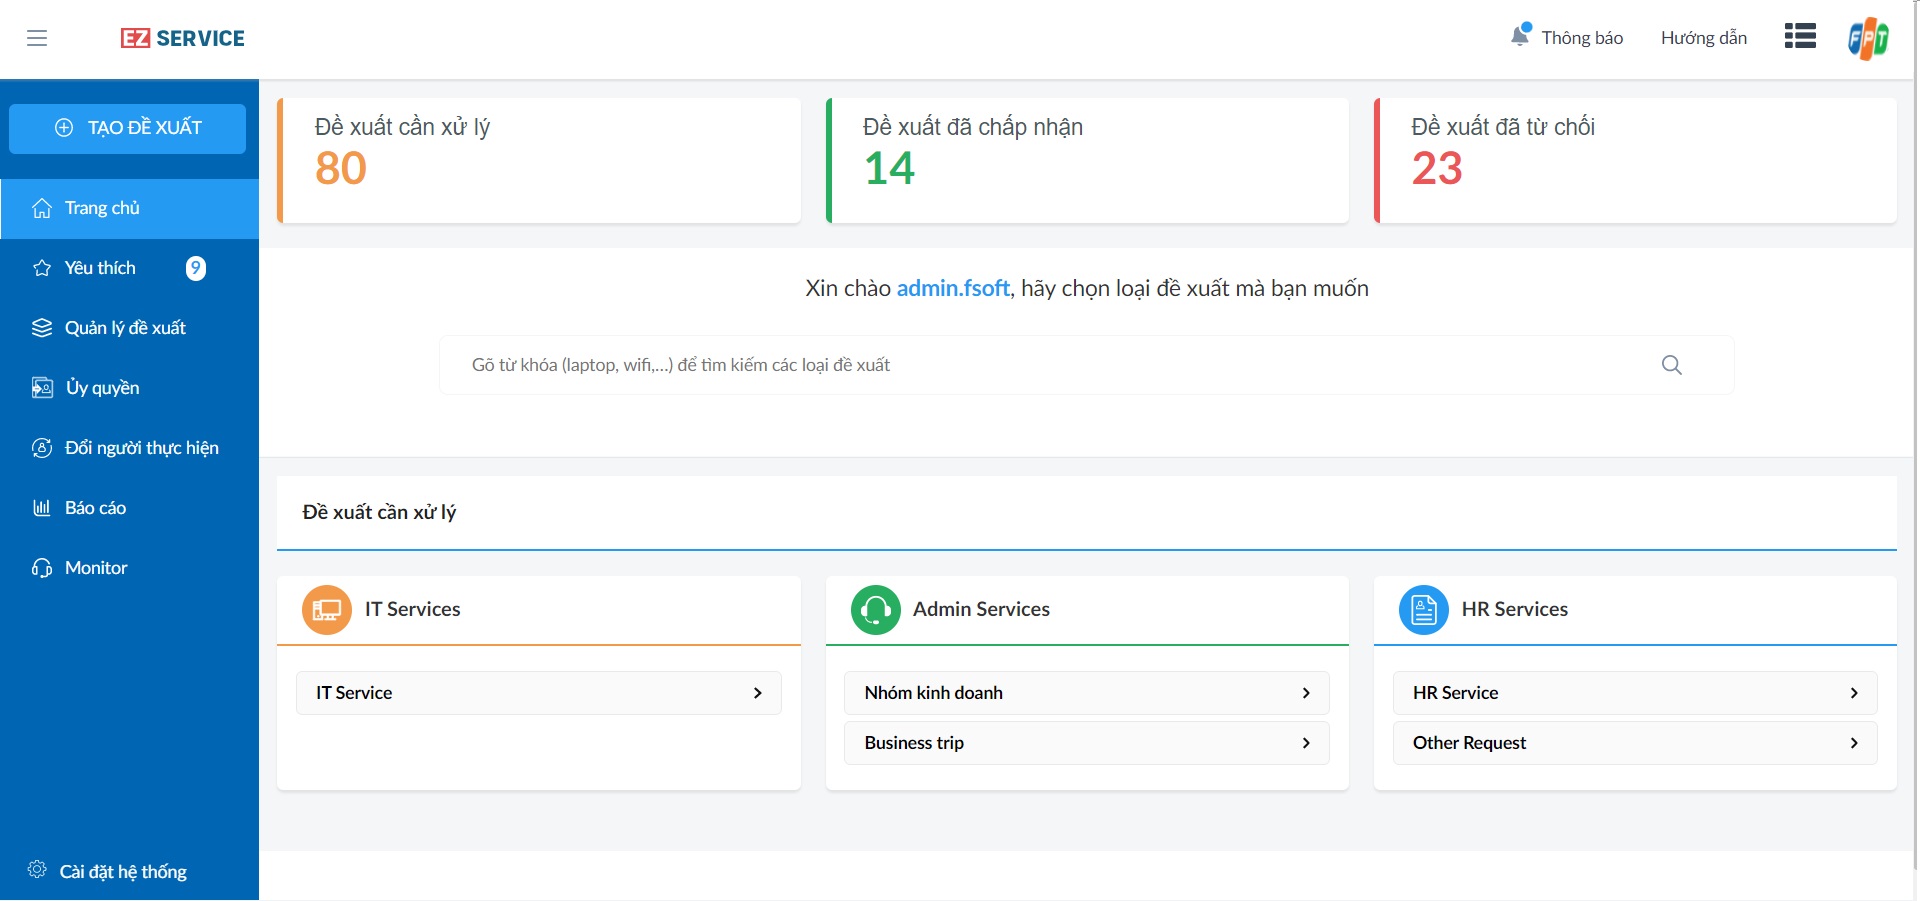 EZ SERVICE
Thông báo
Hướng dẫn
FPT
TẠO ĐỀ XUẤT
Trang chủ
Yêu thích 9
Quản lý đề xuất
Ủy quyền
Đổi người thực hiện
Báo cáo
Monitor
Cài đặt hệ thống
Đề xuất cần xử lý
80
Đề xuất đã chấp nhận
14
Đề xuất đã từ chối
23
Xin chào admin.fsoft, hãy chọn loại đề xuất mà bạn muốn
Gõ từ khóa (laptop, wifi,...) để tìm kiếm các loại đề xuất
Đề xuất cần xử lý
IT Services
IT Service
Admin Services
Nhóm kinh doanh
Business trip
HR Services
HR Service
Other Request